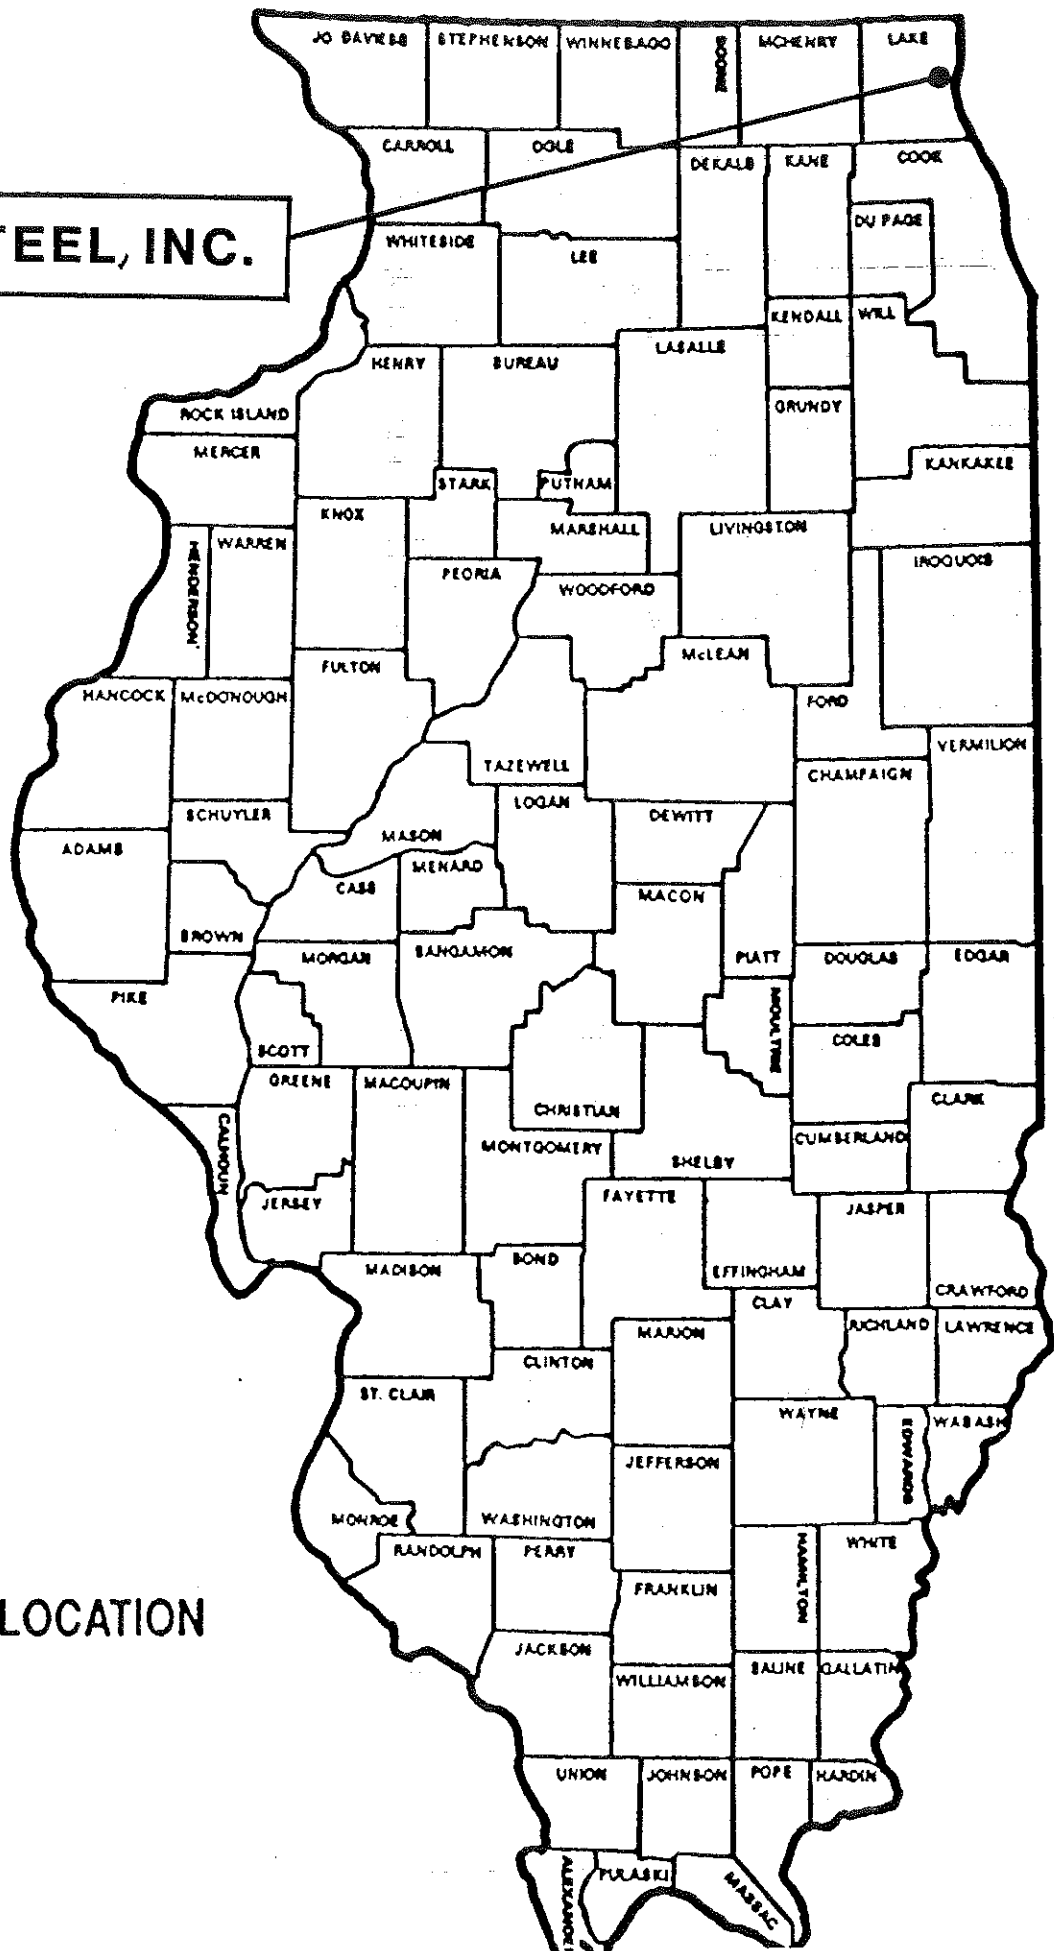 JO DAVIESS STEPHENSON WINNEBAGO BOONE MCHENRY LAKE
CARROLL OGLE DEKALB KANE COOK
DU PAGE
TEEL, INC.
WHITESIDE LEE
KENDALL WILL
HENRY BUREAU LASALLE
ROCK ISLAND GRUNDY
MERCER KANKAKEE
STARK PUTNAM
KNOX MARSHALL LIVINGSTON
HENDERSON WARREN PEORIA WOODFORD IROQUOIS
FULTON McLEAN
HANCOCK McDONOUGH FORD
VERMILION
TAZEWELL CHAMPAIGN
LOGAN
SCHUYLER MASON DEWITT
ADAMS MENARD
CASS MACON
BROWN
MORGAN SANGAMON PIATT DOUGLAS EDGAR
PIKE MOULTRIE
SCOTT COLES
GREENE MACOUPIN
CHRISTIAN CLARK
CALHOUN MONTGOMERY CUMBERLAND
SHELBY
JERSEY FAYETTE JASPER
MADISON BOND EFFINGHAM
CLAY CRAWFORD
MARION RICHLAND LAWRENCE
CLINTON
ST. CLAIR
WAYNE EDWARDS WABASH
JEFFERSON
MONROE WASHINGTON
RANDOLPH PERRY HAMILTON WHITE
FRANKLIN
LOCATION
JACKSON
WILLIAMSON SALINE GALLATIN
UNION JOHNSON POPE HARDIN
ALEXANDE PULASKI MASSAC